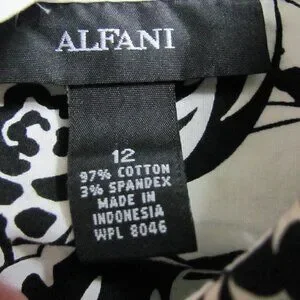 ALFANI
12
97% COTTON
3% SPANDEX
MADE IN
INDONESIA
WPL 8046